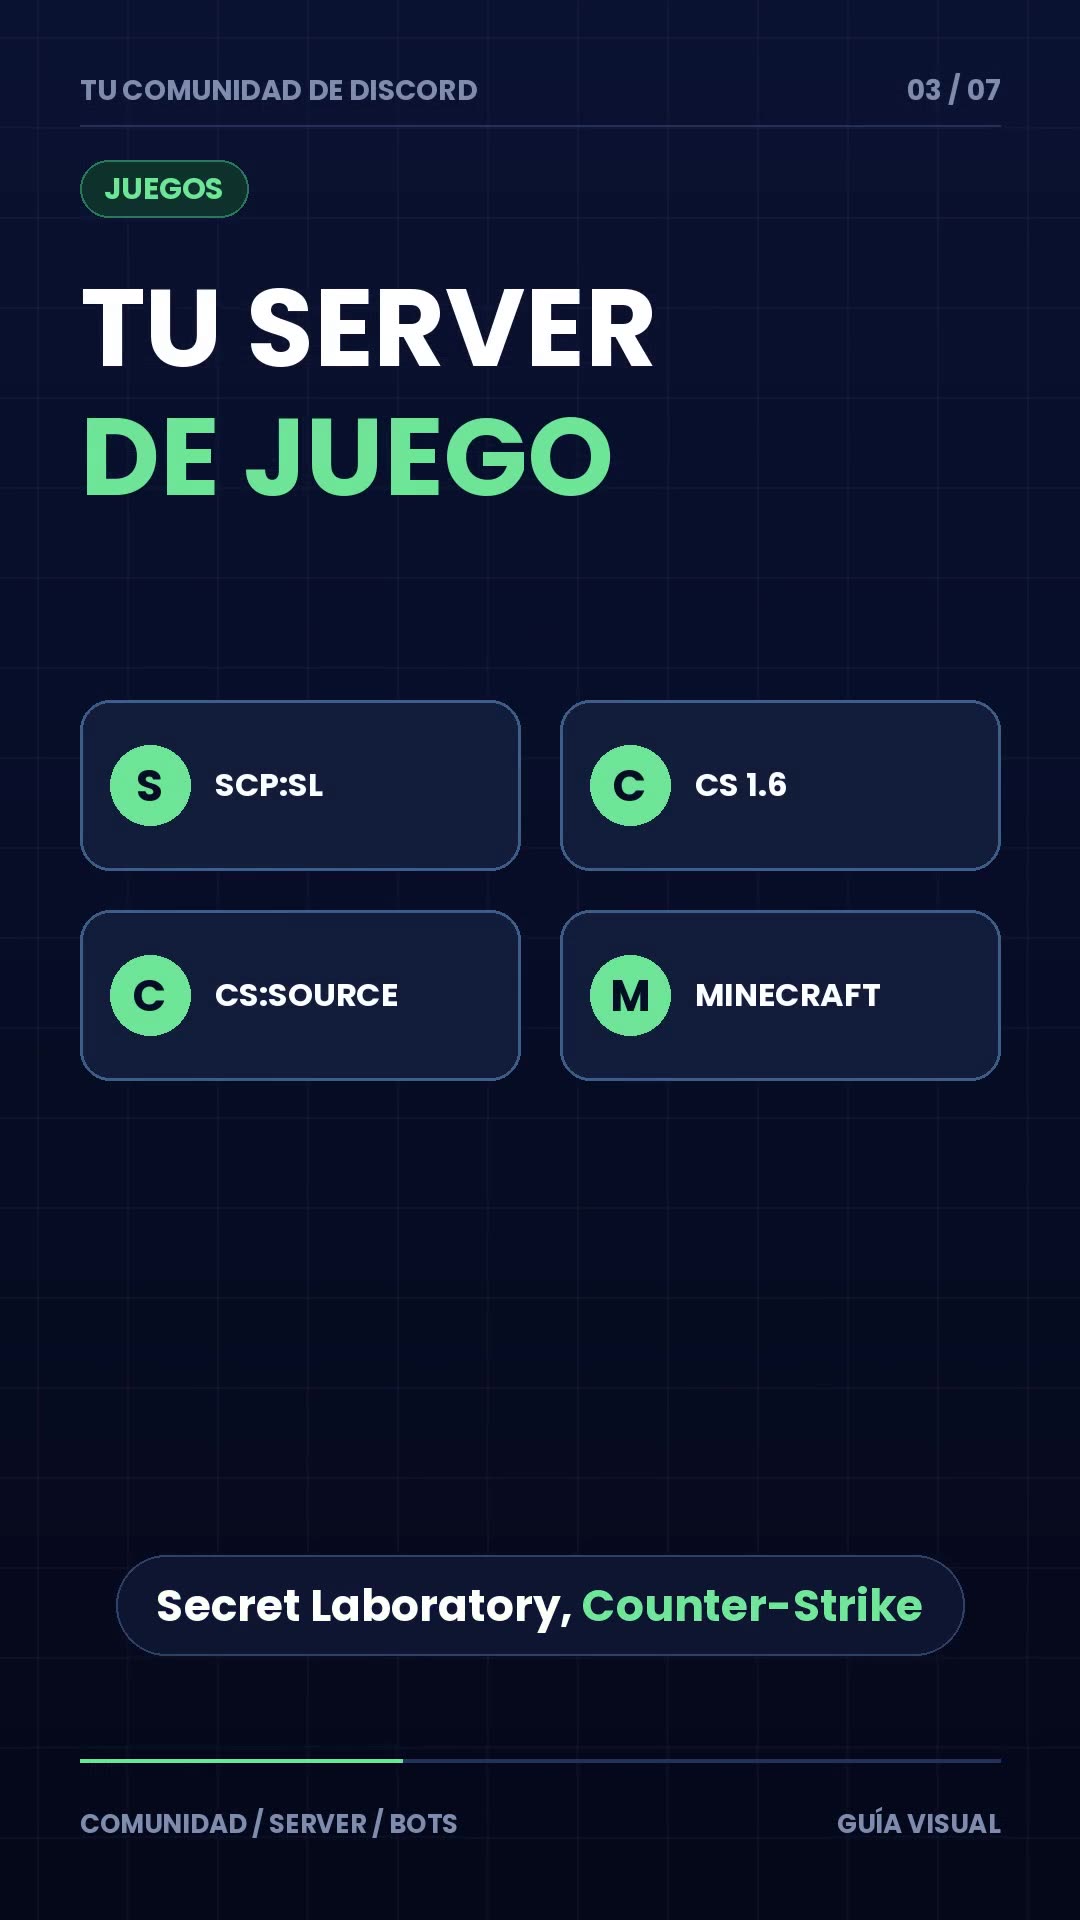 TU COMUNIDAD DE DISCORD
03 / 07
JUEGOS
TU SERVER
DE JUEGO
S SCP:SL
C CS 1.6
C CS:SOURCE
M MINECRAFT
Secret Laboratory, Counter-Strike
COMUNIDAD / SERVER / BOTS
GUÍA VISUAL